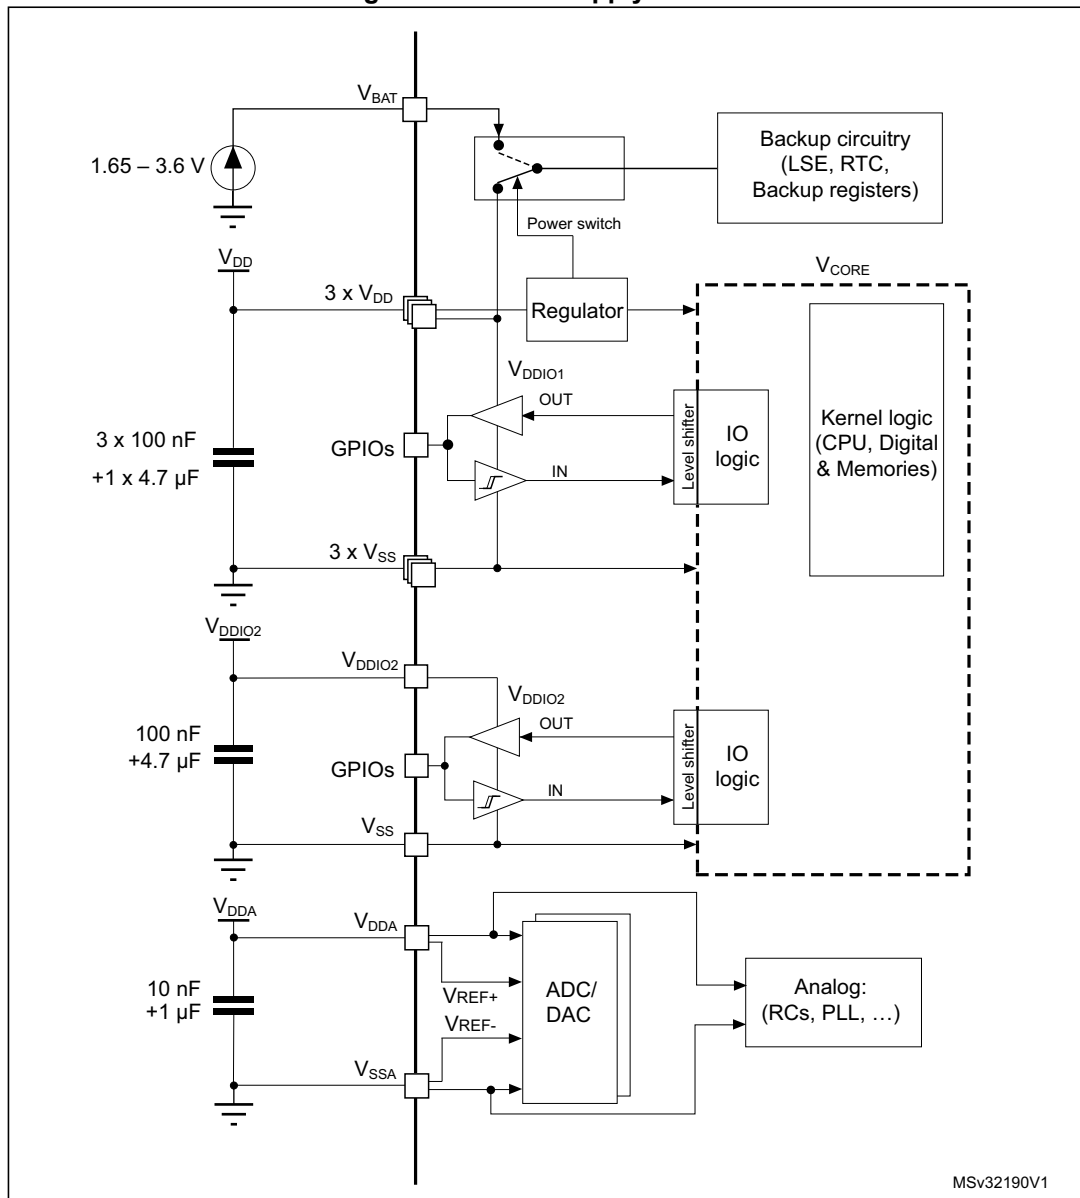 VBAT
1.65 – 3.6 V
Backup circuitry
(LSE, RTC,
Backup registers)
Power switch
VDD
3 x VDD
Regulator
VCORE
VDDIO1
OUT
Level shifter
IO
logic
Kernel logic
(CPU, Digital
& Memories)
3 x 100 nF
+1 x 4.7 μF
GPIOs
IN
3 x VSS
VDDIO2
VDDIO2
VDDIO2
OUT
Level shifter
IO
logic
100 nF
+4.7 μF
GPIOs
IN
VSS
VDDA
VDDA
10 nF
+1 μF
VREF+
VREF-
ADC/
DAC
Analog:
(RCs, PLL, …)
VSSA
MSv32190V1